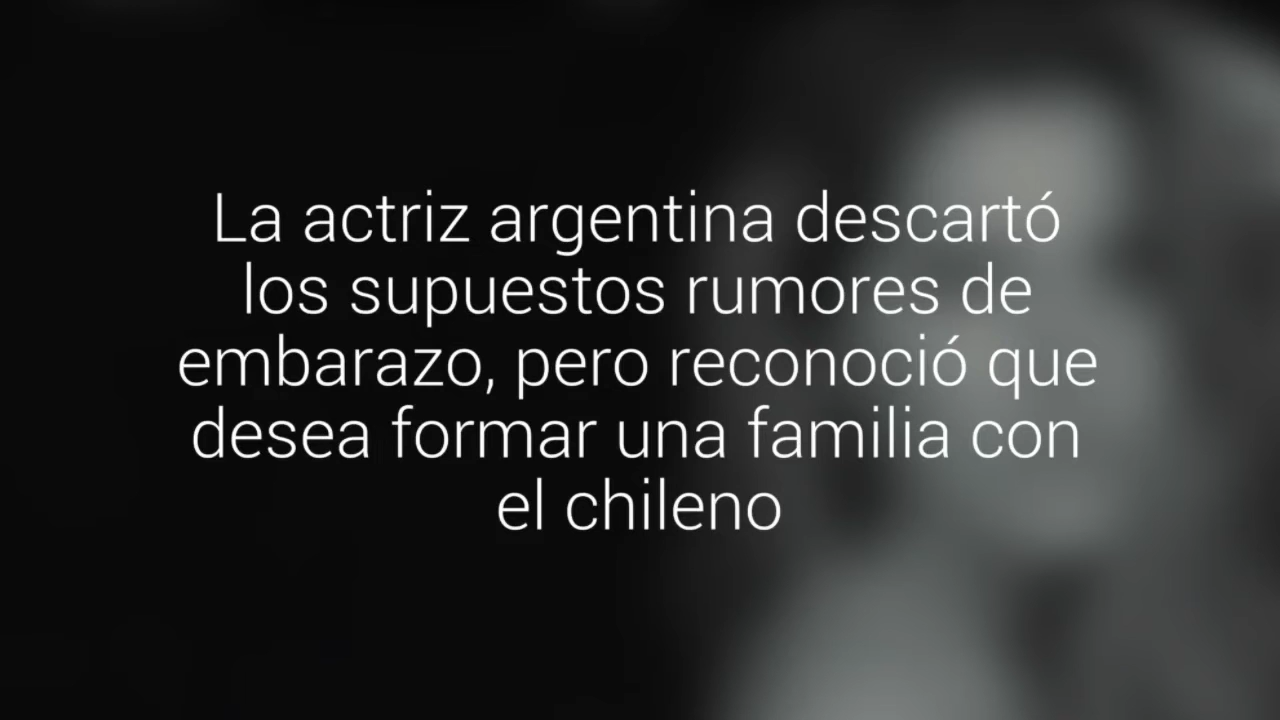 La actriz argentina descartó
los supuestos rumores de
embarazo, pero reconoció que
desea formar una familia con
el chileno